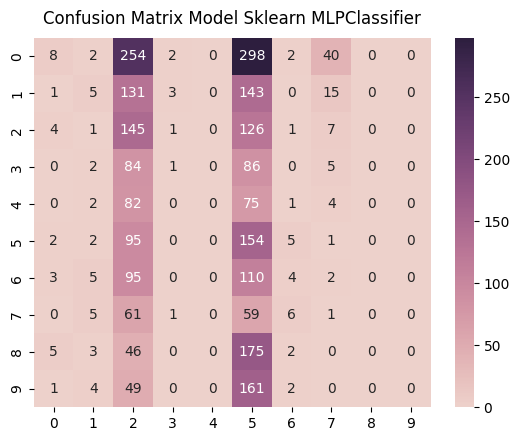 Confusion Matrix Model Sklearn MLPClassifier
0 8 2 254 2 0 298 2 40 0 0
1 1 5 131 3 0 143 0 15 0 0
2 4 1 145 1 0 126 1 7 0 0
3 0 2 84 1 0 86 0 5 0 0
4 0 2 82 0 0 75 1 4 0 0
5 2 2 95 0 0 154 5 1 0 0
6 3 5 95 0 0 110 4 2 0 0
7 0 5 61 1 0 59 6 1 0 0
8 5 3 46 0 0 175 2 0 0 0
9 1 4 49 0 0 161 2 0 0 0
0 1 2 3 4 5 6 7 8 9
250
200
150
100
50
0